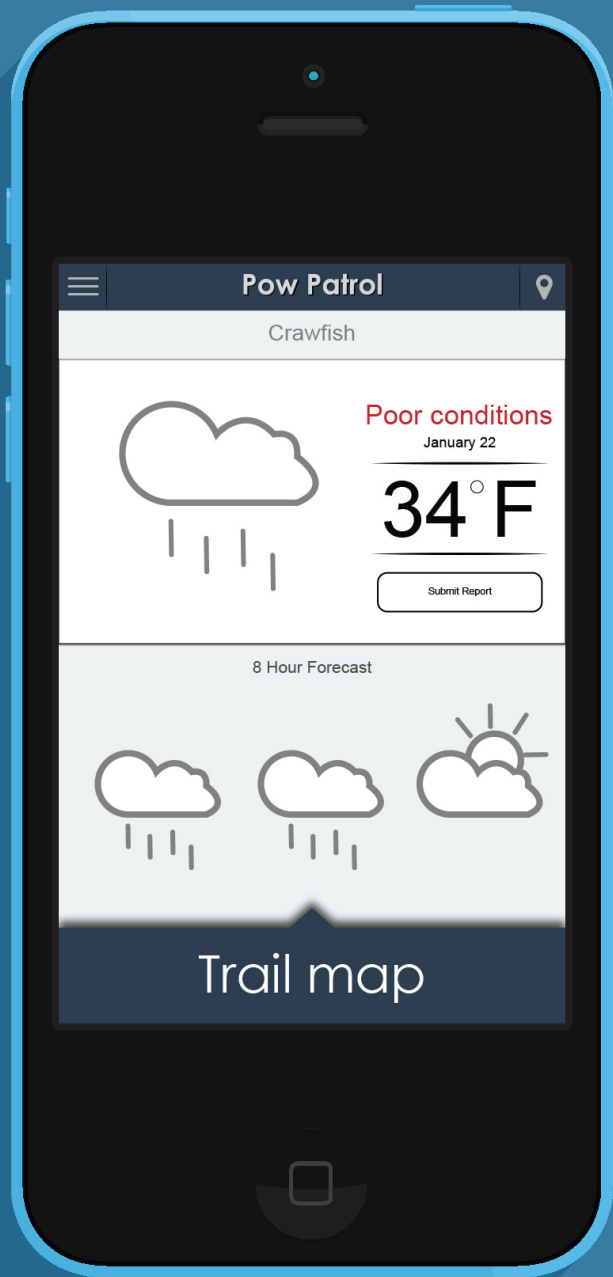 Pow Patrol
Crawfish
Poor conditions
January 22
34°F
Submit Report
8 Hour Forecast
Trail map